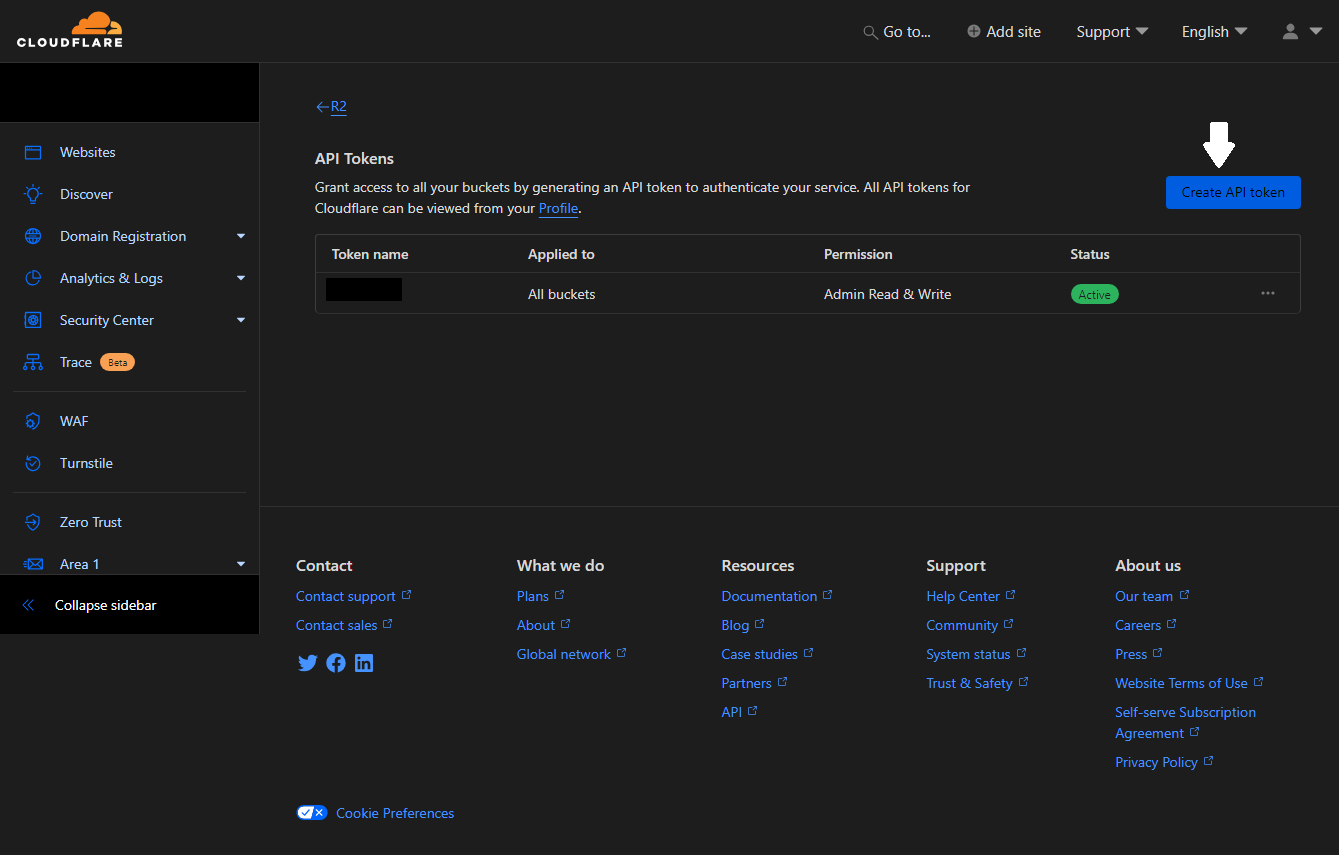 CLOUDFLARE
Go to...
Add site
Support
English
Websites
Discover
Domain Registration
Analytics & Logs
Security Center
Trace Beta
WAF
Turnstile
Zero Trust
Area 1
Collapse sidebar
R2
API Tokens
Grant access to all your buckets by generating an API token to authenticate your service. All API tokens for
Cloudflare can be viewed from your Profile.
Create API token
Token name Applied to Permission Status
All buckets Admin Read & Write Active
Contact
Contact support
Contact sales
What we do
Plans
About
Global network
Resources
Documentation
Blog
Case studies
Partners
API
Support
Help Center
Community
System status
Trust & Safety
About us
Our team
Careers
Press
Website Terms of Use
Self-serve Subscription
Agreement
Privacy Policy
Cookie Preferences